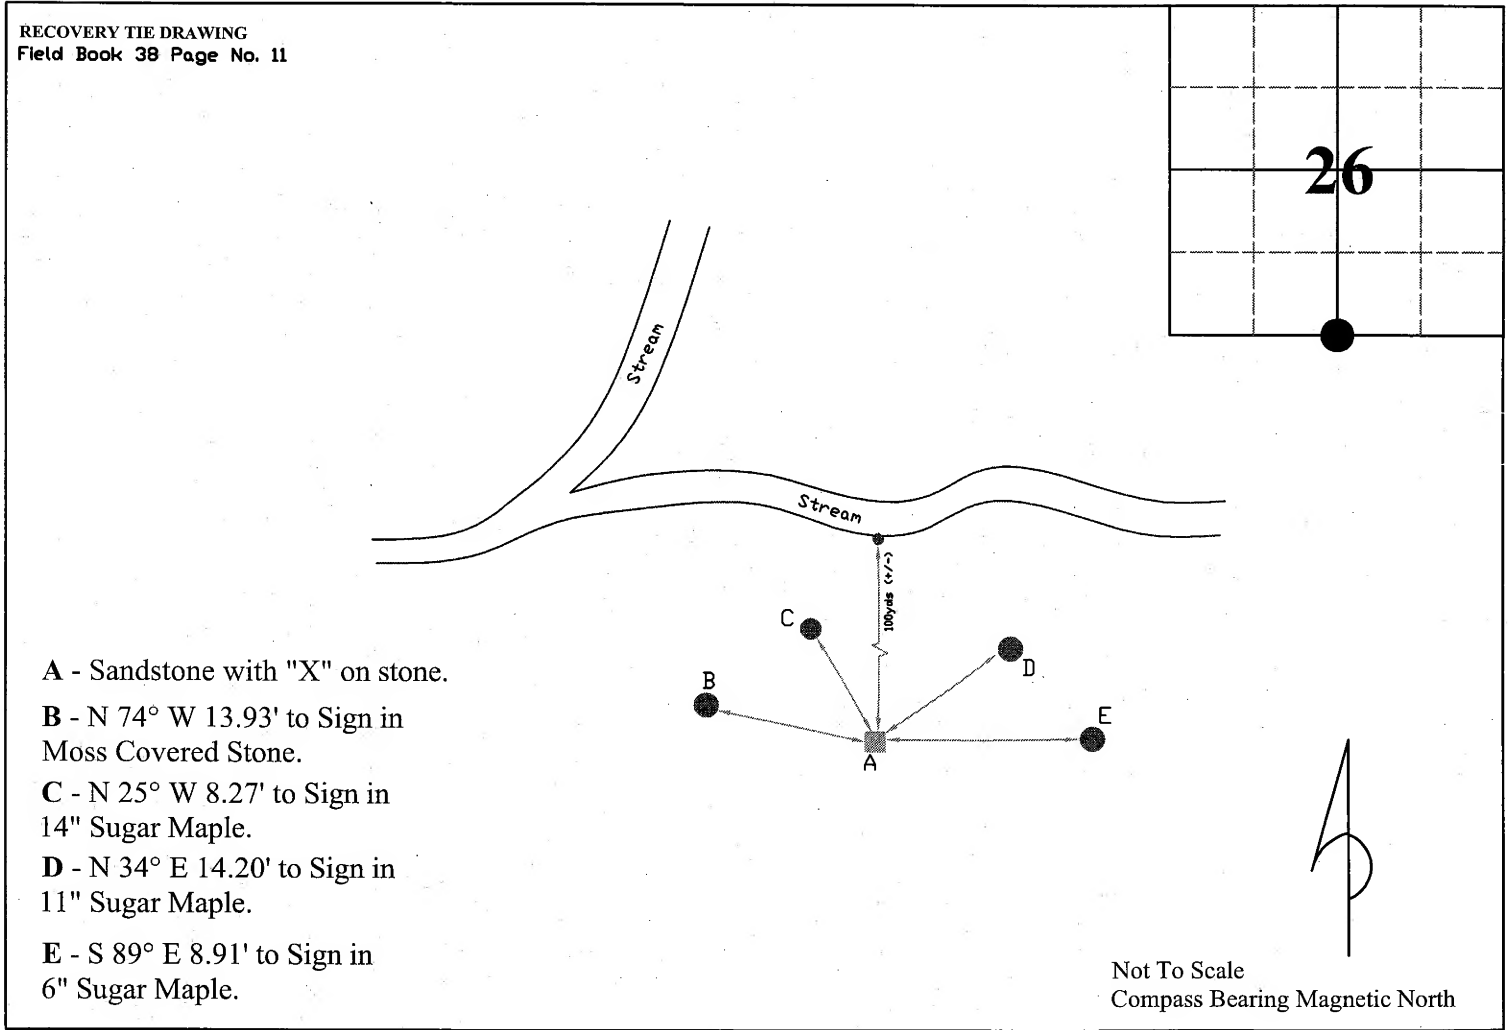 RECOVERY TIE DRAWING
Field Book 38 Page No. 11
26
Stream
Stream
100yds (+/-)
C
D
B
E
A
A - Sandstone with "X" on stone.
B - N 74° W 13.93' to Sign in
Moss Covered Stone.
C - N 25° W 8.27' to Sign in
14" Sugar Maple.
D - N 34° E 14.20' to Sign in
11" Sugar Maple.
E - S 89° E 8.91' to Sign in
6" Sugar Maple.
Not To Scale
Compass Bearing Magnetic North